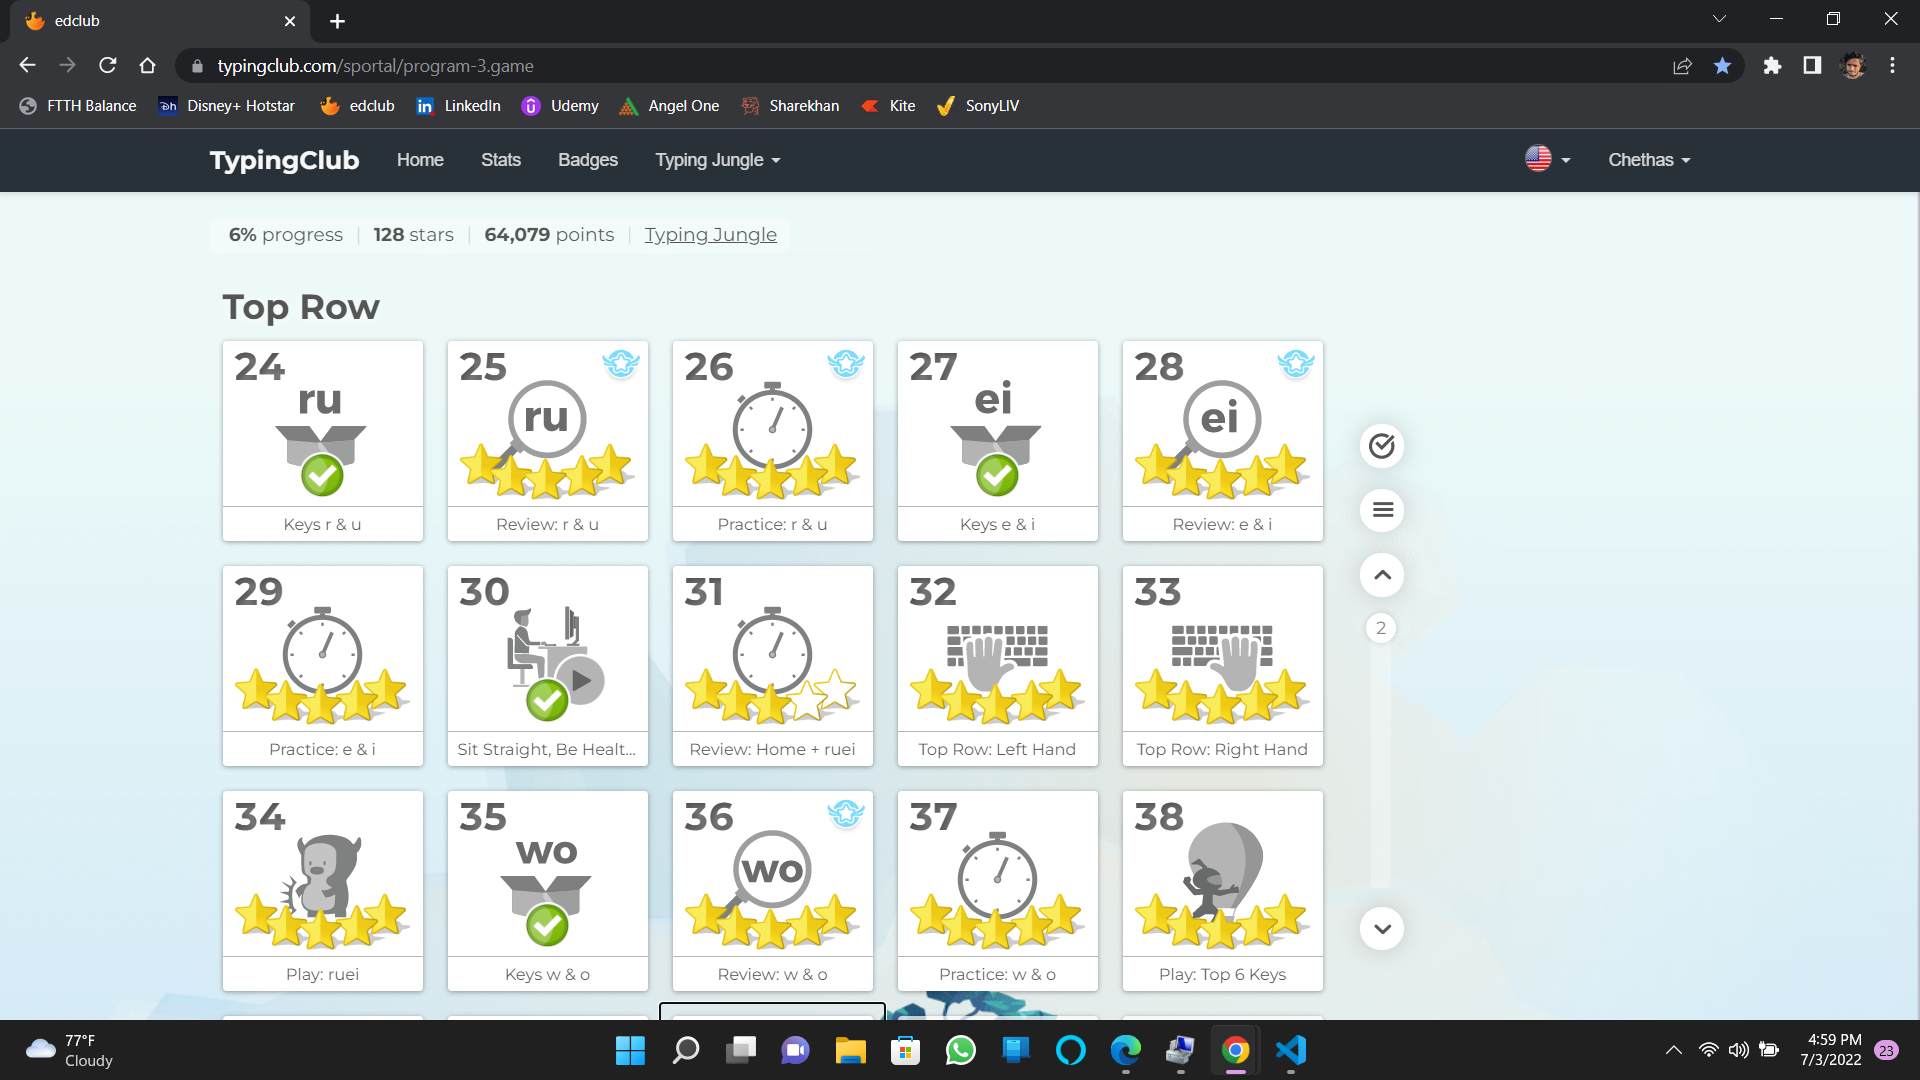 edclub
typingclub.com/sportal/program-3.game
FTTH Balance Disney+ Hotstar edclub LinkedIn Udemy Angel One Sharekhan Kite SonyLIV
TypingClub Home Stats Badges Typing Jungle Chethas
6% progress 128 stars 64,079 points Typing Jungle
Top Row
24 25 26 27 28
ru ru ei ei
Keys r & u Review: r & u Practice: r & u Keys e & i Review: e & i
29 30 31 32 33
2
Practice: e & i Sit Straight, Be Healt... Review: Home + ruei Top Row: Left Hand Top Row: Right Hand
34 35 36 37 38
wo wo
Play: ruei Keys w & o Review: w & o Practice: w & o Play: Top 6 Keys
77°F
Cloudy
4:59 PM
7/3/2022
23